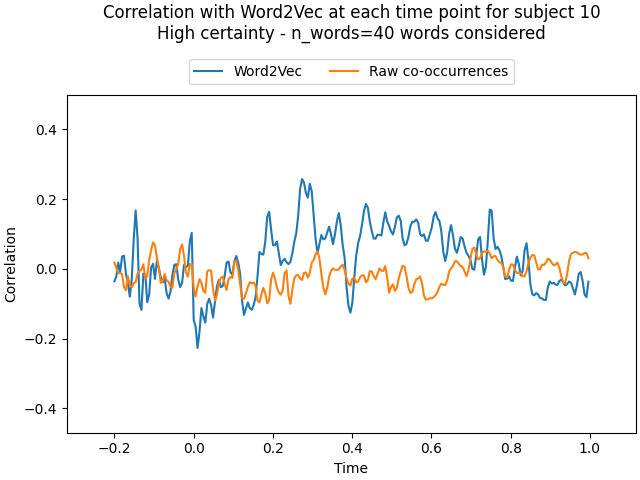 Correlation with Word2Vec at each time point for subject 10
High certainty - n_words=40 words considered
Word2Vec
Raw co-occurrences
0.4
0.2
0.0
−0.2
−0.4
Correlation
−0.2
0.0
0.2
0.4
0.6
0.8
1.0
Time